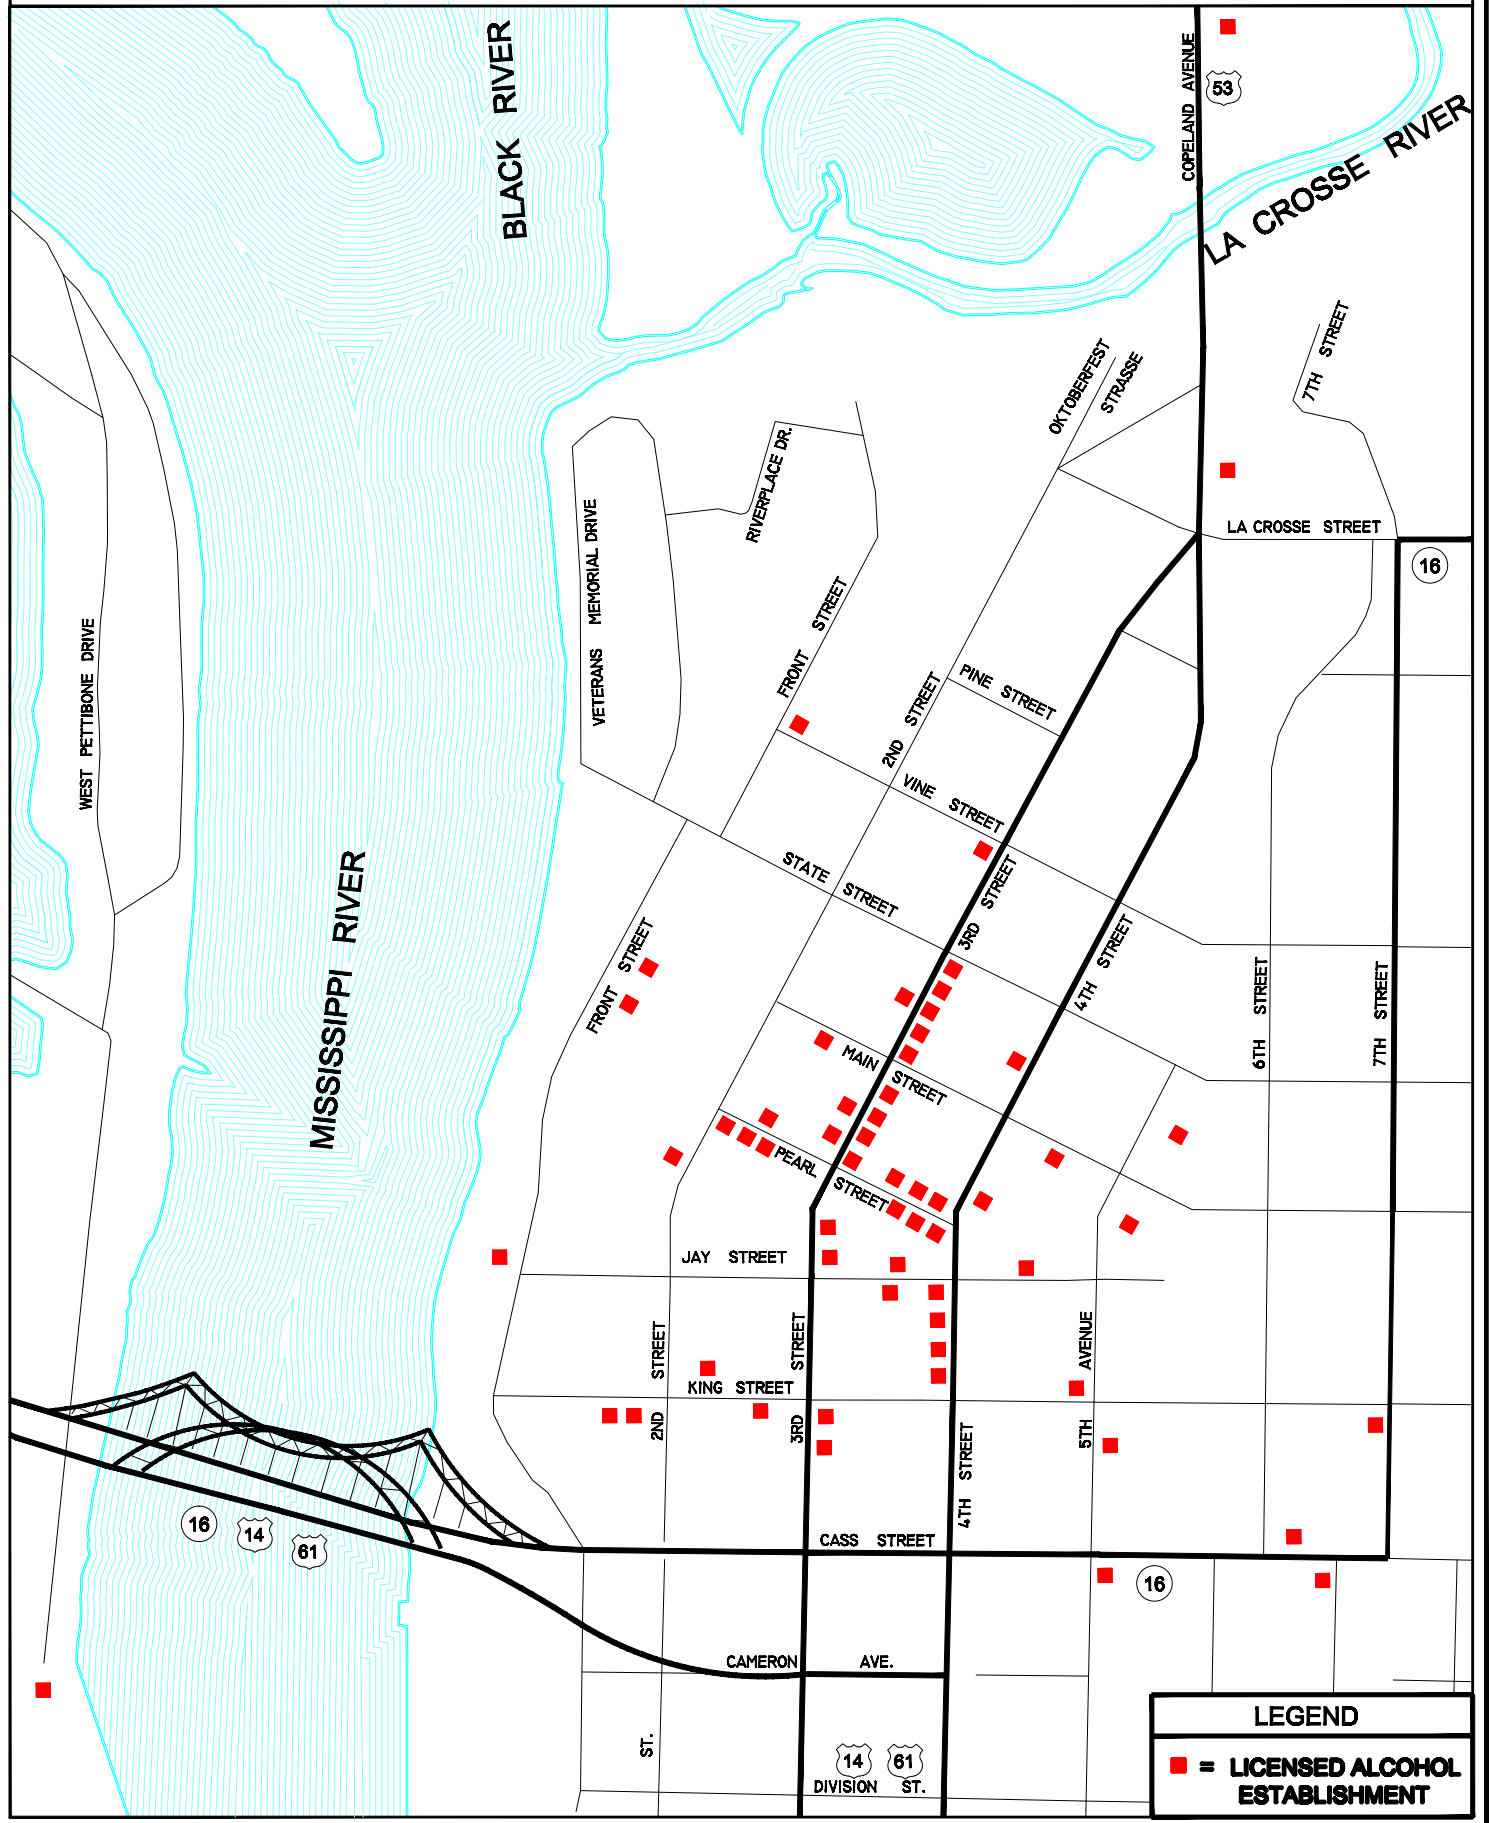 BLACK RIVER
COPELAND AVENUE
53
LA CROSSE RIVER
7TH STREET
OKTOBERFEST
STRASSE
RIVERPLACE DR.
VETERANS MEMORIAL DRIVE
LA CROSSE STREET
16
FRONT STREET
WEST PETTIBONE DRIVE
2ND STREET
PINE STREET
VINE STREET
STATE STREET
3RD STREET
MISSISSIPPI RIVER
FRONT STREET
4TH STREET
6TH STREET
7TH STREET
MAIN STREET
PEARL STREET
JAY STREET
2ND STREET
3RD STREET
5TH AVENUE
KING STREET
4TH STREET
16
14
61
CASS STREET
16
CAMERON AVE.
ST.
14
61
DIVISION ST.
LEGEND
= LICENSED ALCOHOL
ESTABLISHMENT